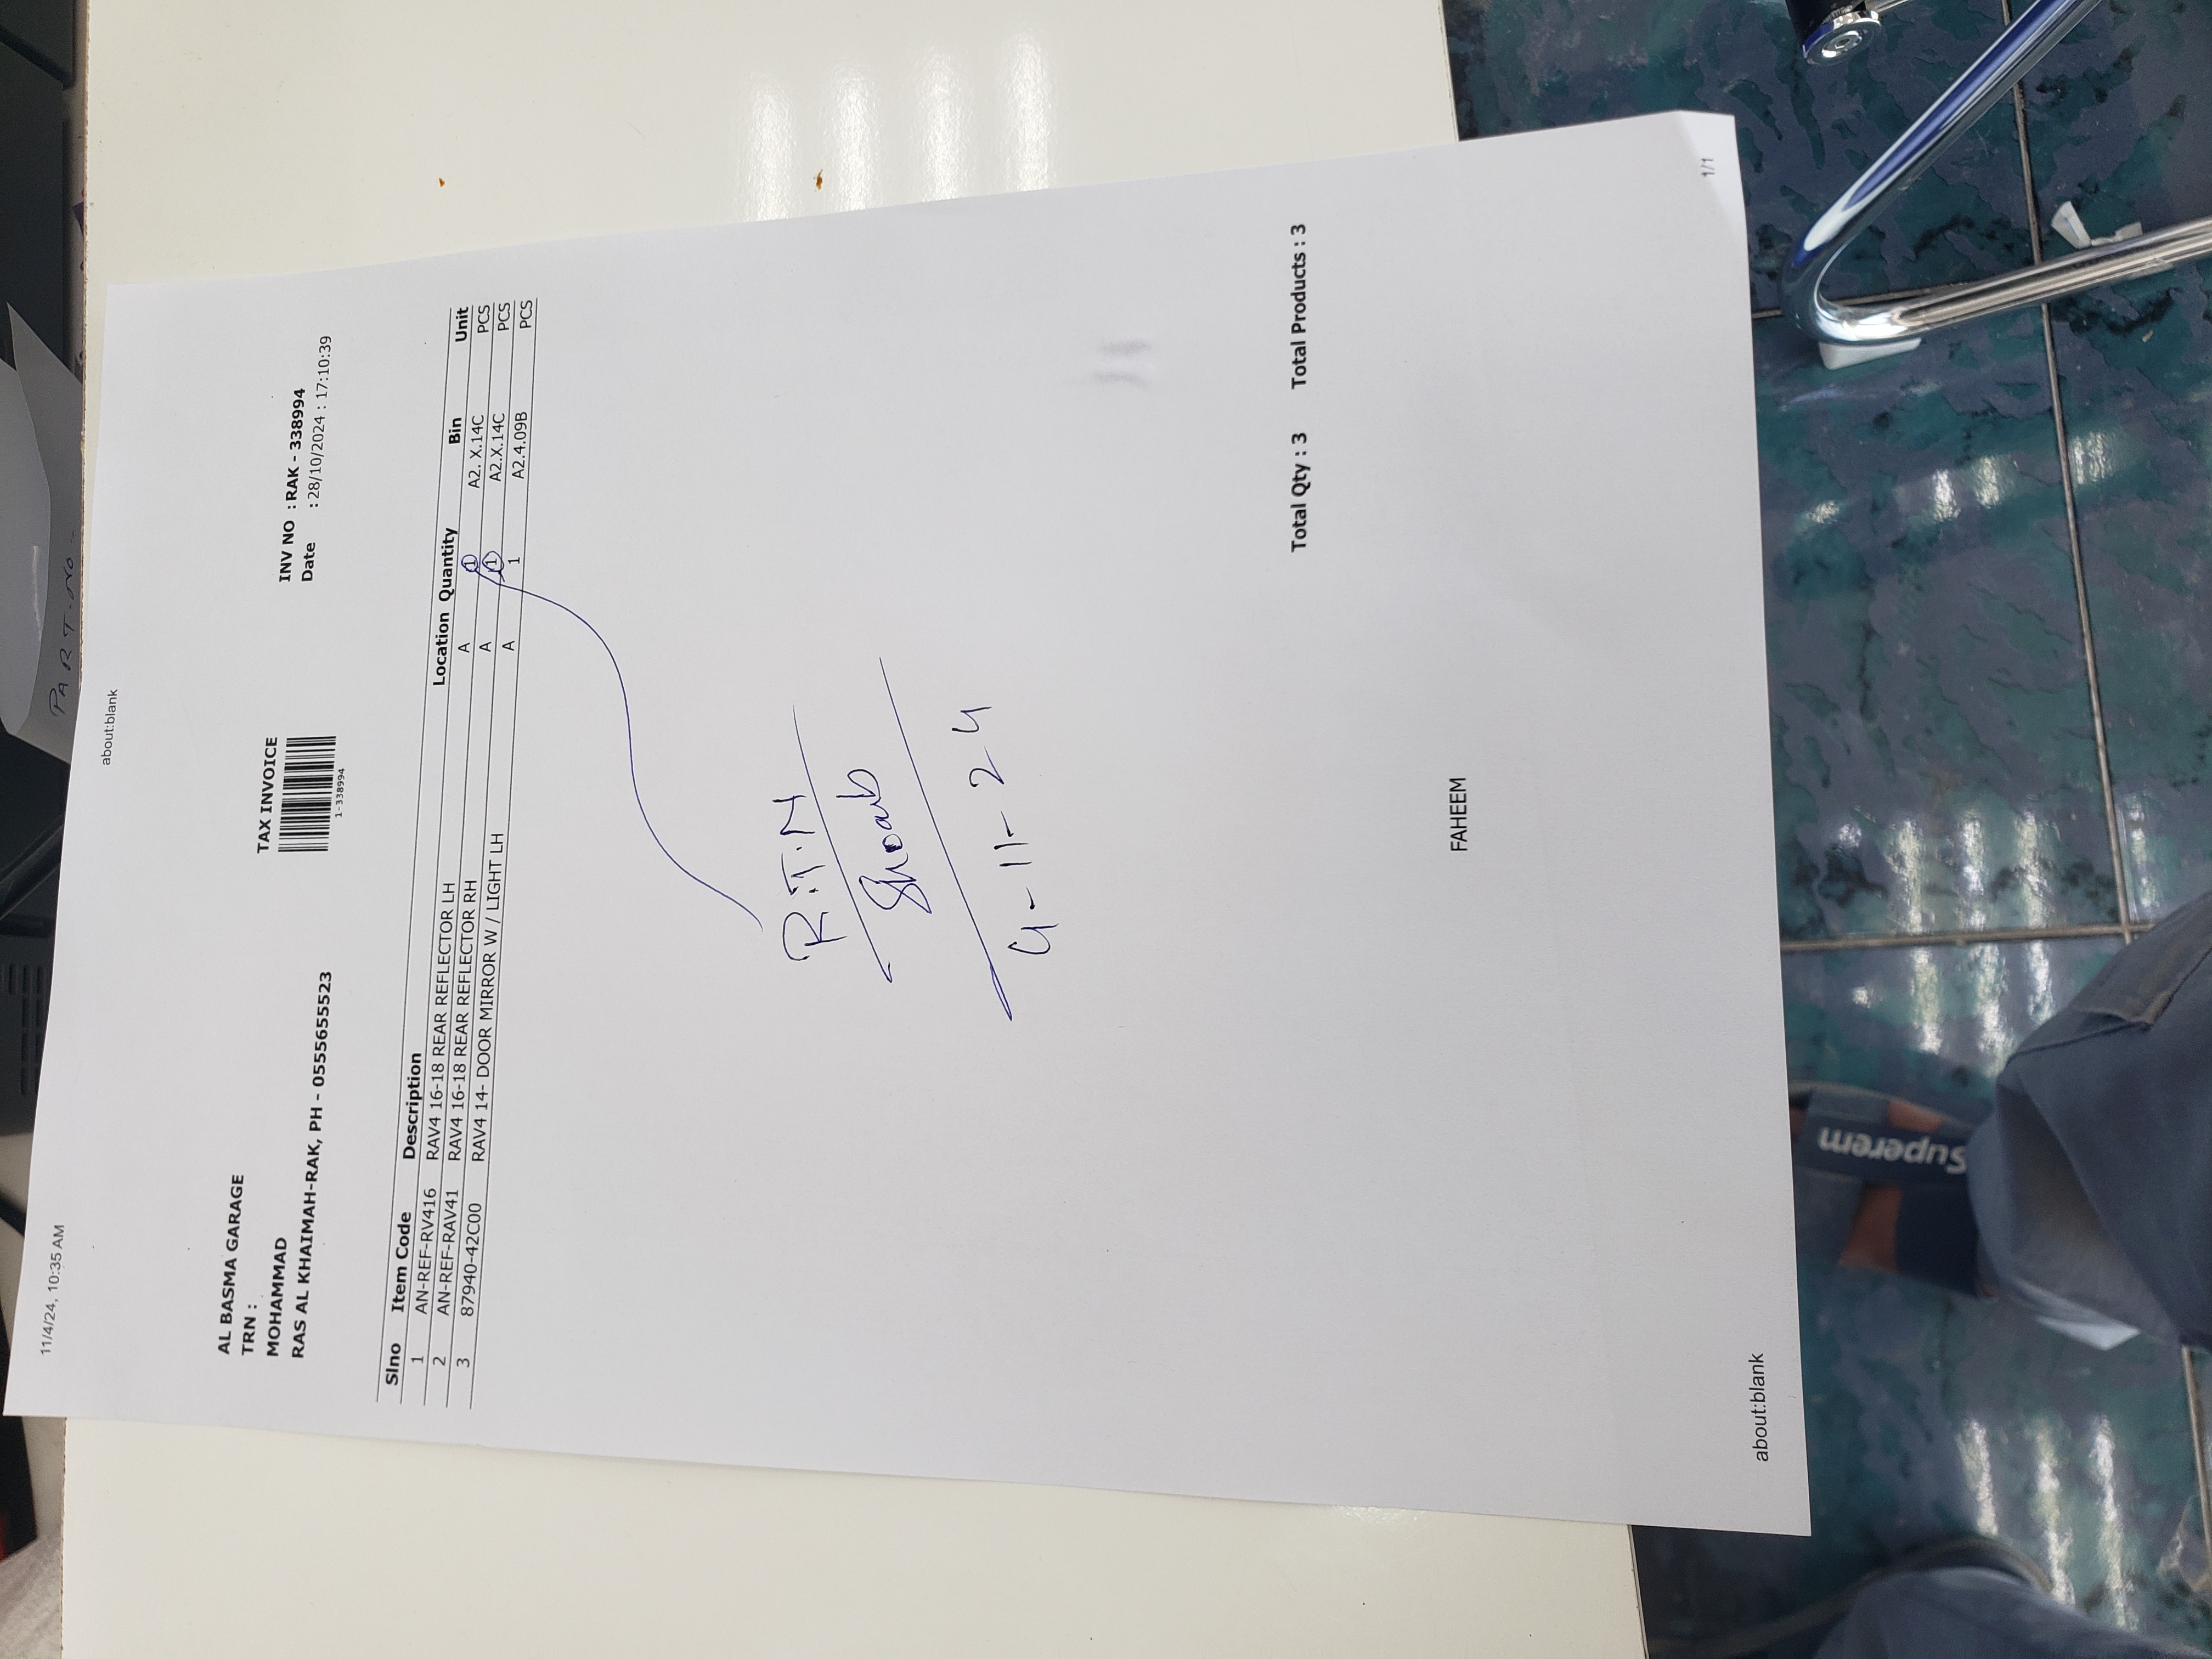 11/4/24, 10:35 AM about:blank
AL BASMA GARAGE TAX INVOICE
TRN :
MOHAMMAD INV NO : RAK - 338994
RAS AL KHAIMAH-RAK, PH - 0555655523 Date : 28/10/2024 : 17:10:39
1-338994
Slno Item Code Description Location Quantity Bin Unit
1 AN-REF-RV416 RAV4 16-18 REAR REFLECTOR LH A 1 A2. X.14C PCS
2 AN-REF-RAV41 RAV4 16-18 REAR REFLECTOR RH A 1 A2.X.14C PCS
3 87940-42C00 RAV4 14- DOOR MIRROR W / LIGHT LH A 1 A2.4.09B PCS
R.T.N
Shoab
4-11-24
Total Qty : 3 Total Products : 3
FAHEEM
about:blank 1/1
PART-NO-
Superem